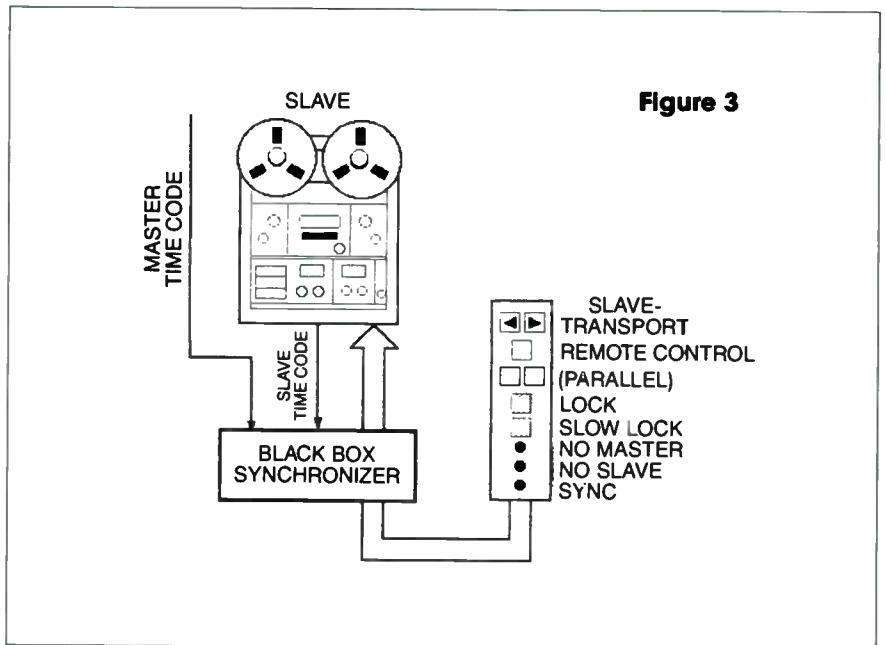 Figure 3
SLAVE
MASTER
TIME CODE
SLAVE
TIME CODE
BLACK BOX
SYNCHRONIZER
SLAVE-
TRANSPORT
REMOTE CONTROL
(PARALLEL)
LOCK
SLOW LOCK
NO MASTER
NO SLAVE
SYNC